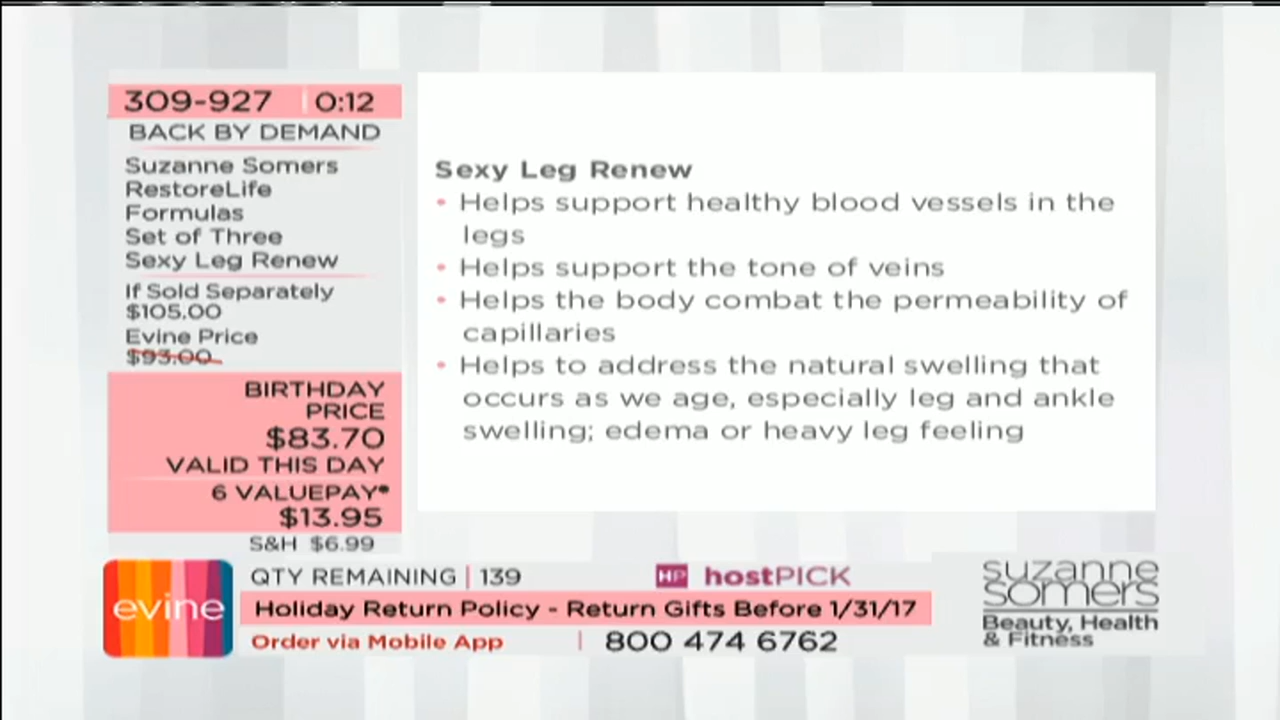 309-927 | 0:12
BACK BY DEMAND
Suzanne Somers
RestoreLife
Formulas
Set of Three
Sexy Leg Renew
If Sold Separately
$105.00
Evine Price
$93.00
BIRTHDAY
PRICE
$83.70
VALID THIS DAY
6 VALUEPAY®
$13.95
S&H $6.99
Sexy Leg Renew
• Helps support healthy blood vessels in the
legs
• Helps support the tone of veins
• Helps the body combat the permeability of
capillaries
• Helps to address the natural swelling that
occurs as we age, especially leg and ankle
swelling; edema or heavy leg feeling
evine
QTY REMAINING | 139
HP hostPICK
Holiday Return Policy - Return Gifts Before 1/31/17
Order via Mobile App | 800 474 6762
suzanne
somers
Beauty, Health
& Fitness